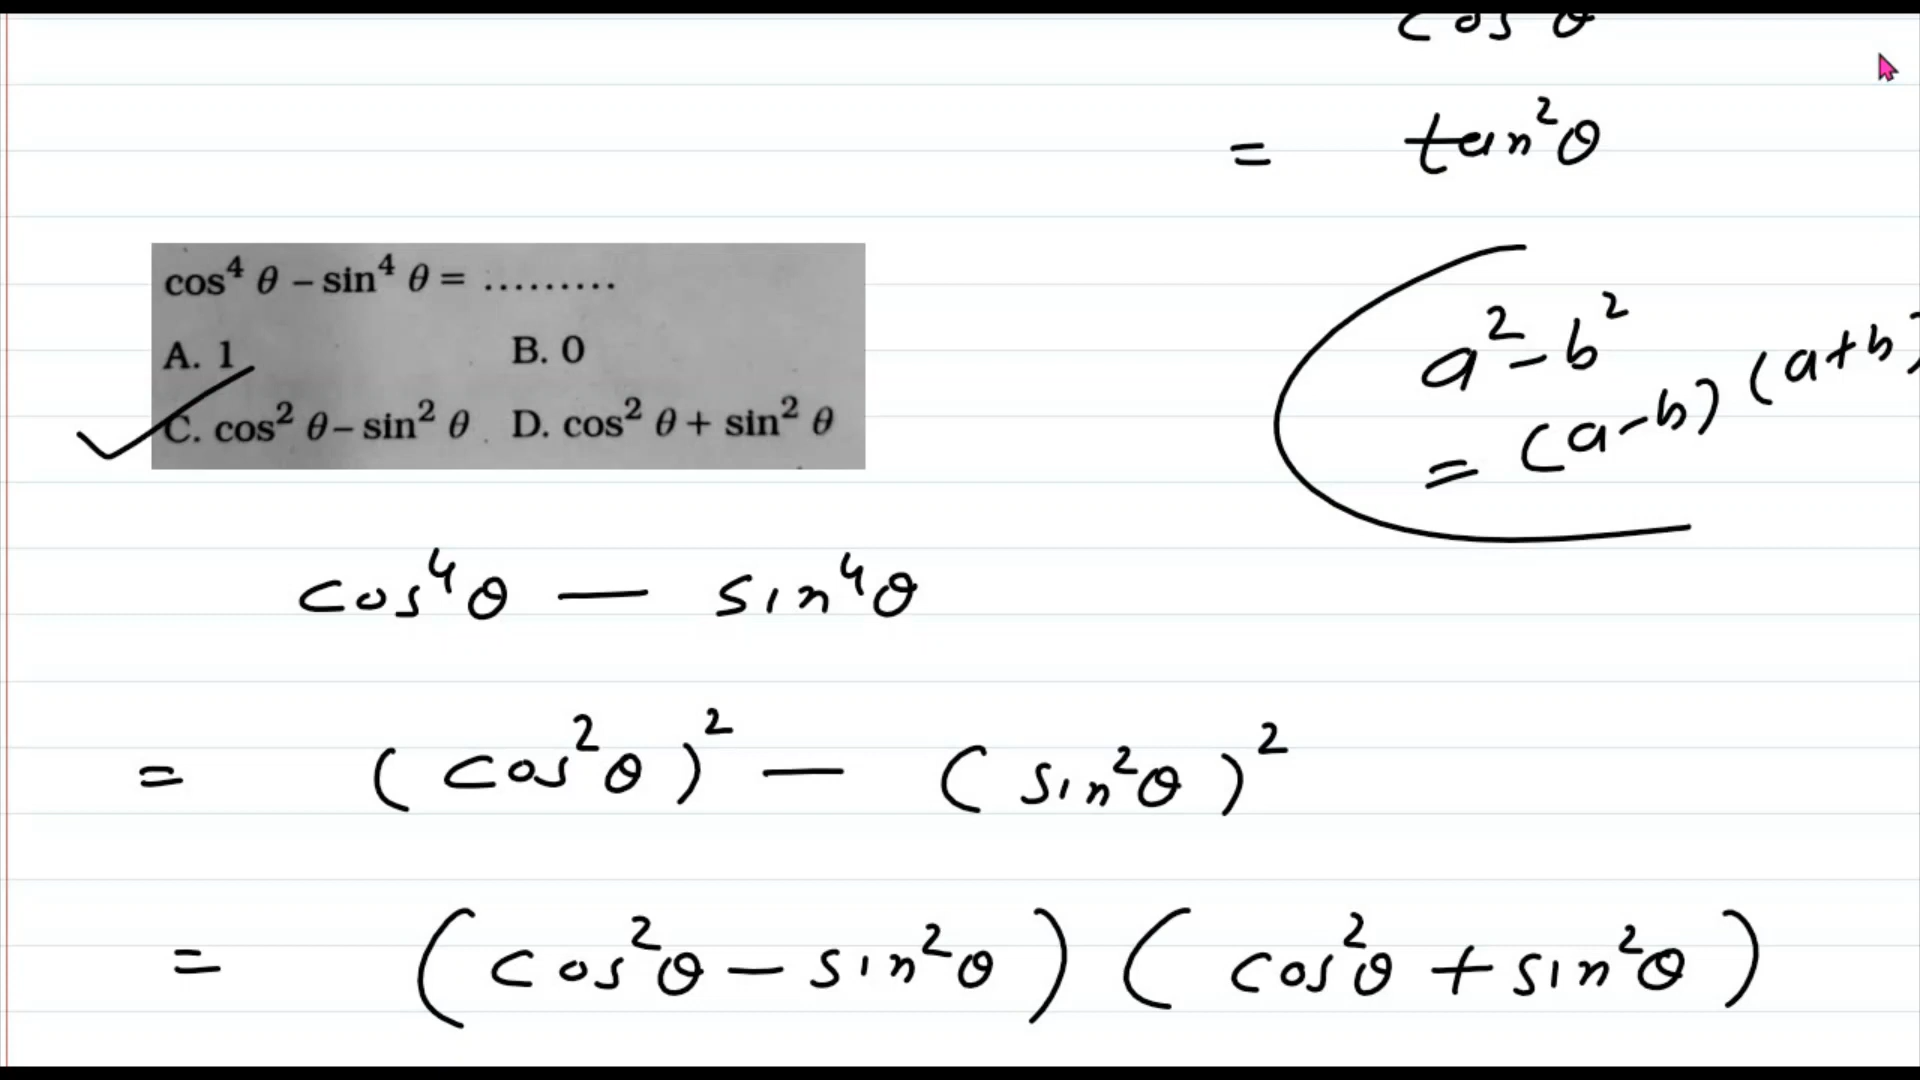 cos θ
= tan²θ
cos⁴ θ – sin⁴ θ = .........
A. 1 B. 0
C. cos² θ – sin² θ D. cos² θ + sin² θ
a² – b²
= (a – b) (a + b)
cos⁴θ — sin⁴θ
= (cos²θ)² — (sin²θ)²
= (cos²θ – sin²θ) (cos²θ + sin²θ)